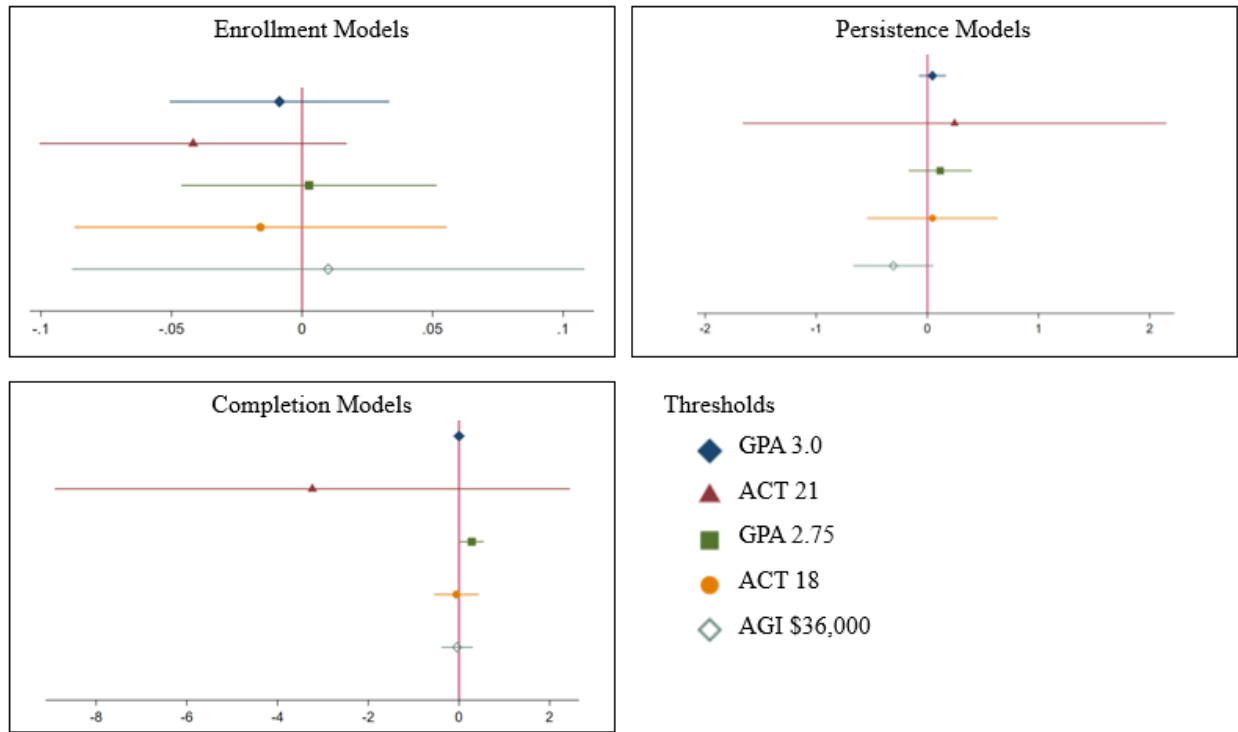 Enrollment Models
-.1 -.05 0 .05 .1
Persistence Models
-2 -1 0 1 2
Completion Models
-8 -6 -4 -2 0 2
Thresholds
GPA 3.0
ACT 21
GPA 2.75
ACT 18
AGI $36,000